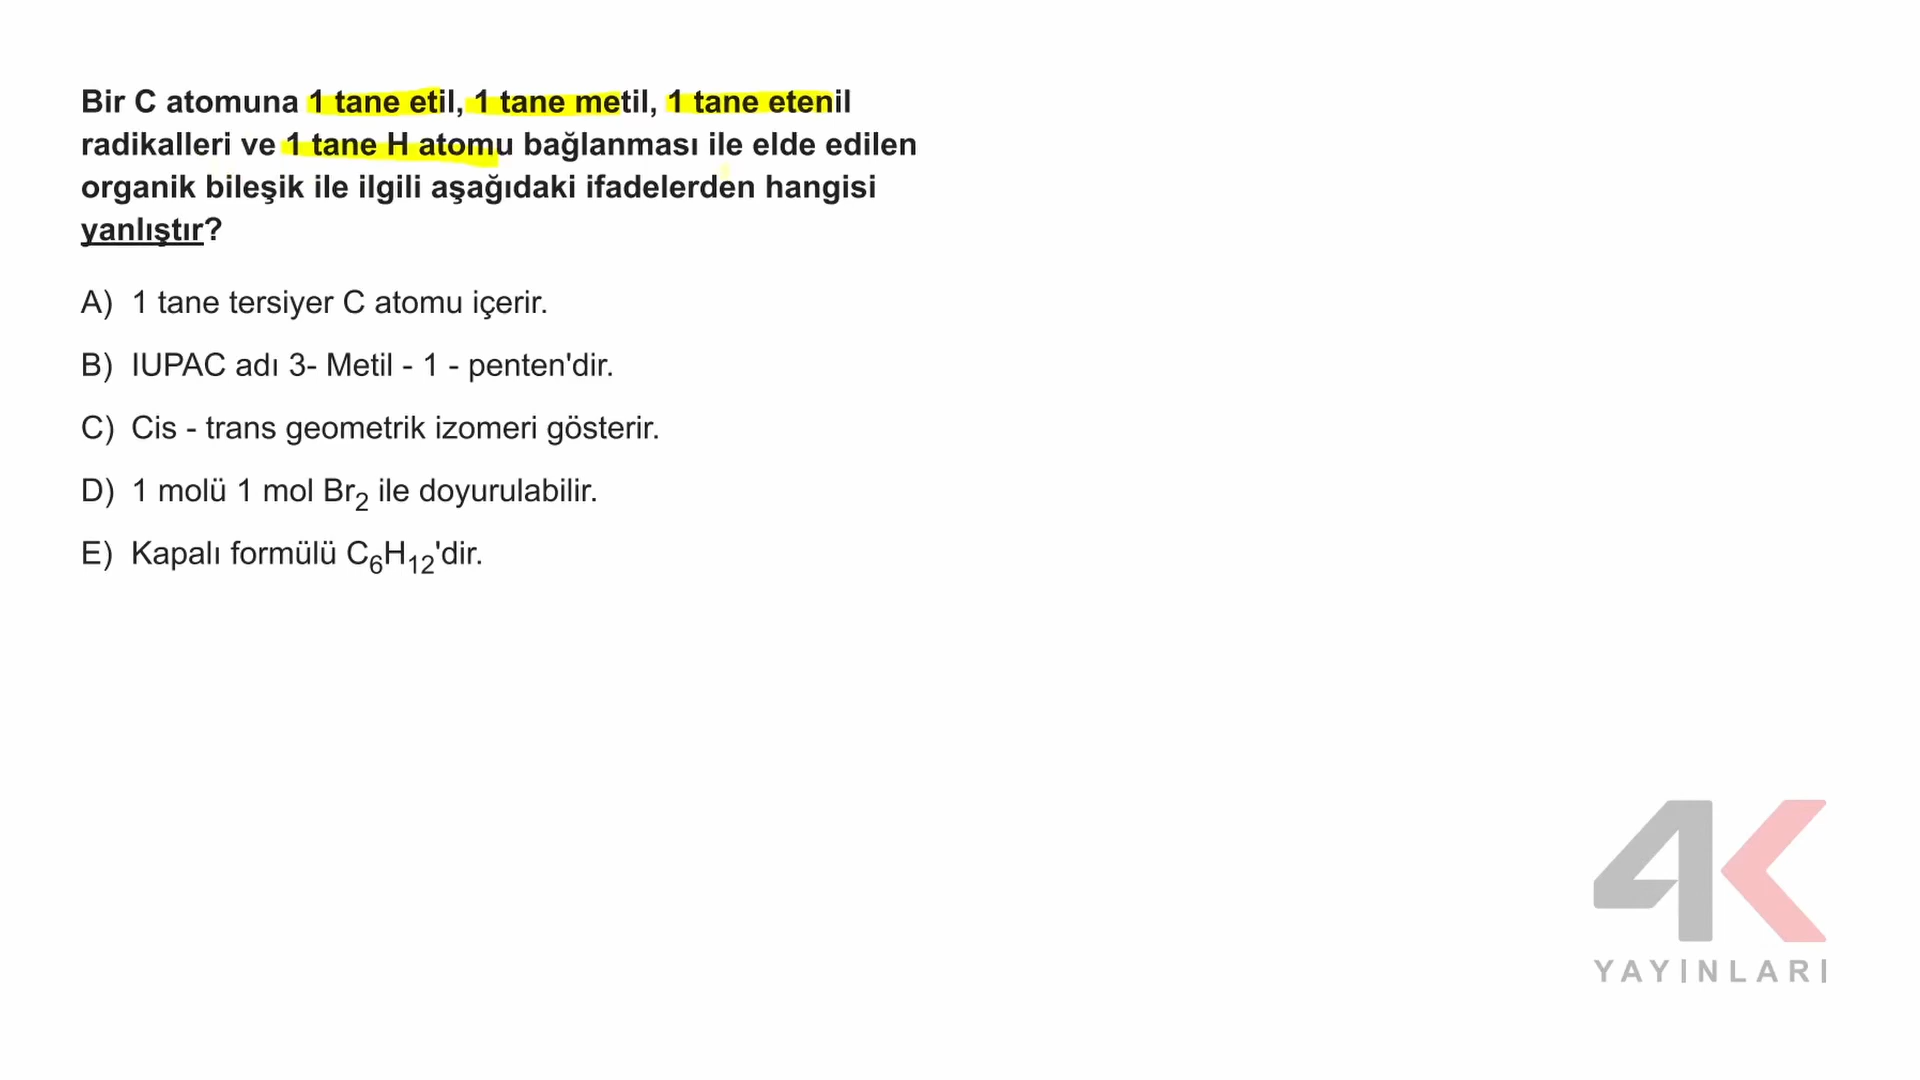 Bir C atomuna 1 tane etil, 1 tane metil, 1 tane etenil
radikalleri ve 1 tane H atomu bağlanması ile elde edilen
organik bileşik ile ilgili aşağıdaki ifadelerden hangisi
yanlıştır?
A) 1 tane tersiyer C atomu içerir.
B) IUPAC adı 3- Metil - 1 - penten'dir.
C) Cis - trans geometrik izomeri gösterir.
D) 1 molü 1 mol Br₂ ile doyurulabilir.
E) Kapalı formülü C₆H₁₂'dir.
4K
YAYINLARI